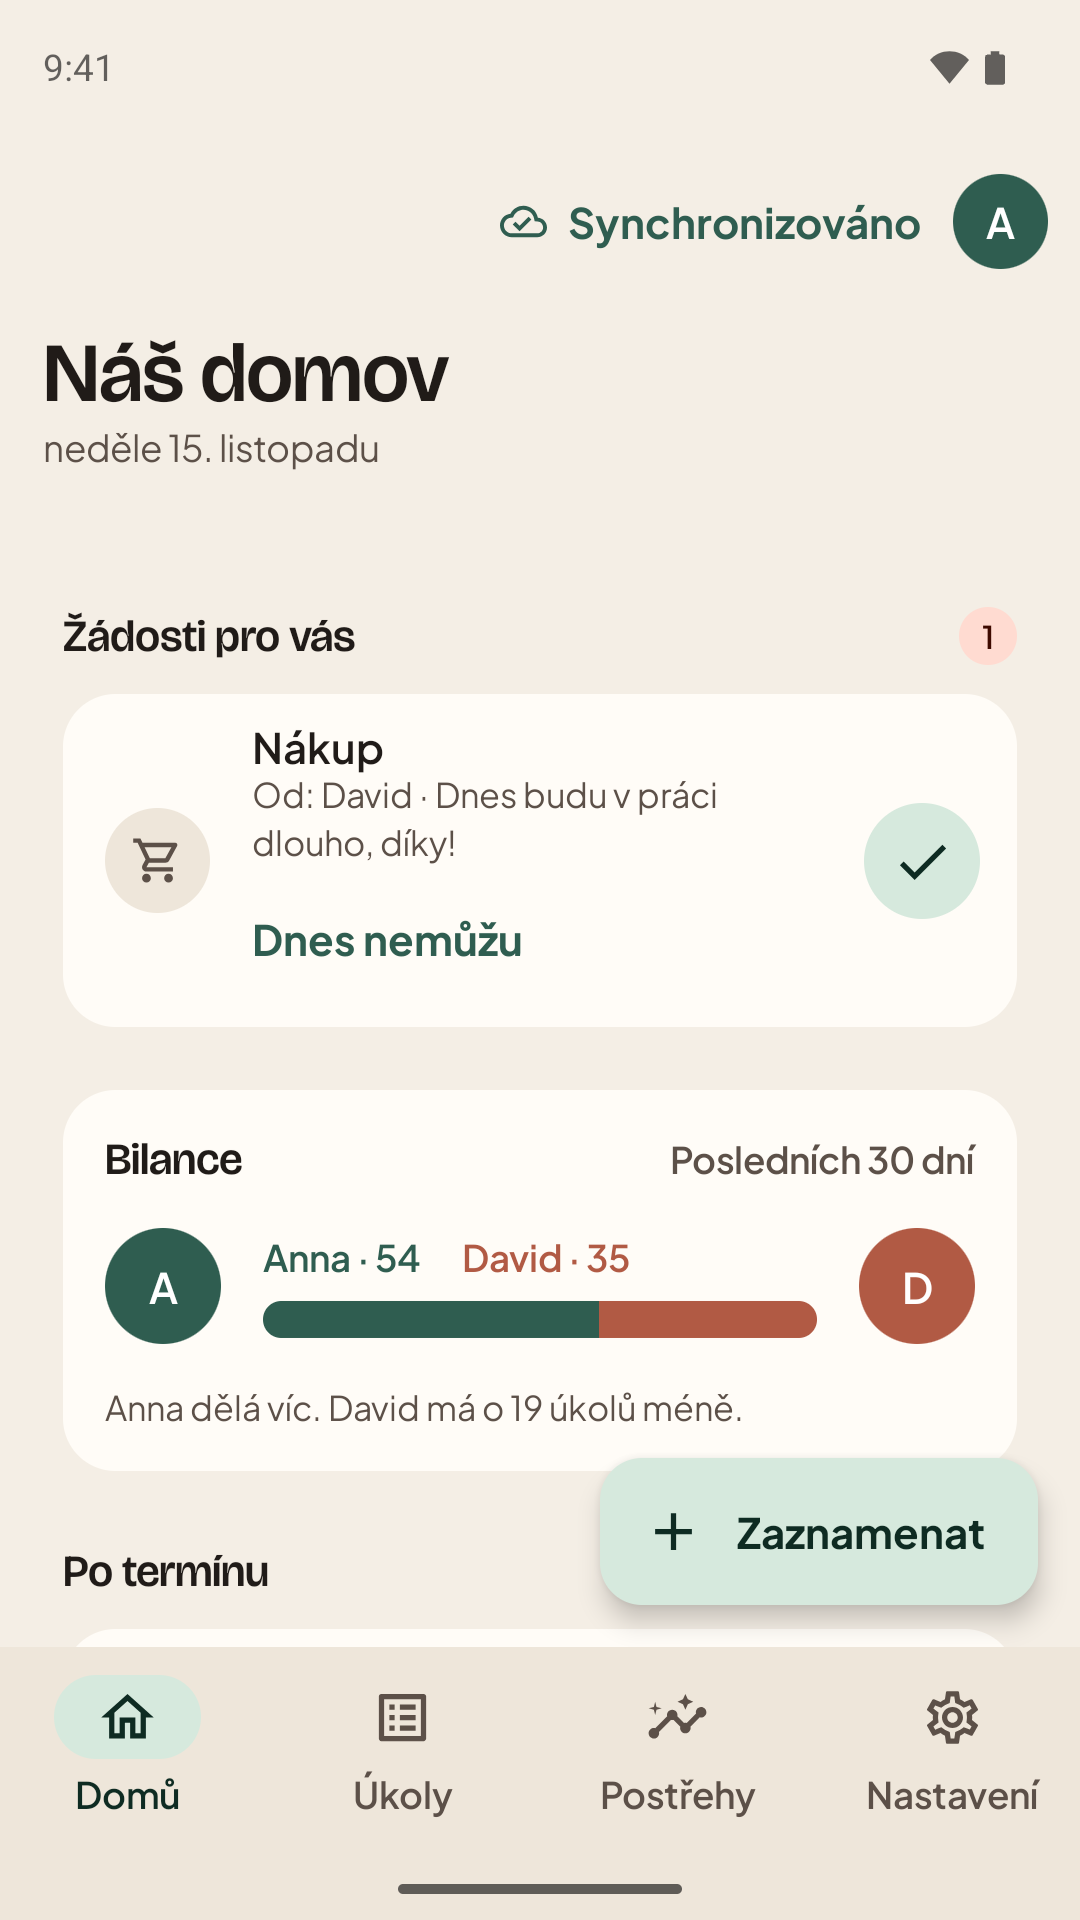 9:41
Synchronizováno
A
Náš domov
neděle 15. listopadu
Žádosti pro vás
1
Nákup
Od: David · Dnes budu v práci
dlouho, díky!
Dnes nemůžu
Bilance
Posledních 30 dní
A
Anna · 54
David · 35
D
Anna dělá víc. David má o 19 úkolů méně.
Zaznamenat
Po termínu
Domů
Úkoly
Postřehy
Nastavení